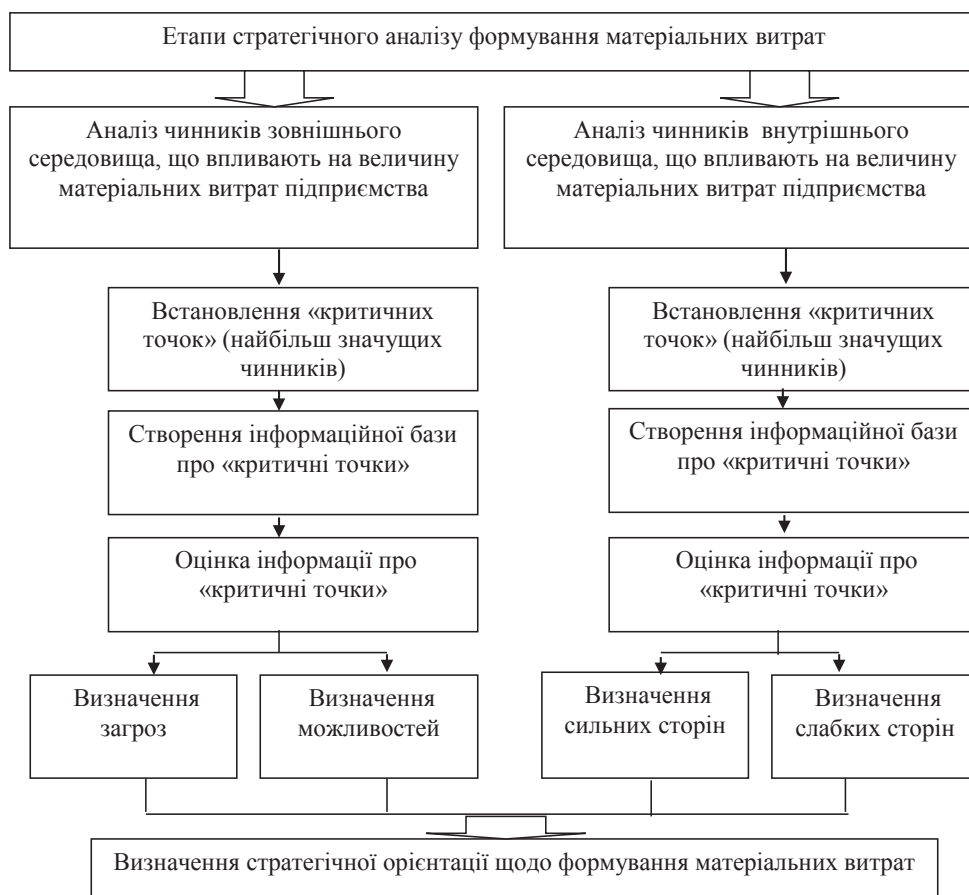 Етапи стратегічного аналізу формування матеріальних витрат
Аналіз чинників зовнішнього
середовища, що впливають на величину
матеріальних витрат підприємства
Аналіз чинників внутрішнього
середовища, що впливають на величину
матеріальних витрат підприємства
Встановлення «критичних
точок» (найбільш значущих
чинників)
Встановлення «критичних
точок» (найбільш значущих
чинників)
Створення інформаційної бази
про «критичні точки»
Створення інформаційної бази
про «критичні точки»
Оцінка інформації про
«критичні точки»
Оцінка інформації про
«критичні точки»
Визначення
загроз
Визначення
можливостей
Визначення
сильних сторін
Визначення
слабких сторін
Визначення стратегічної орієнтації щодо формування матеріальних витрат